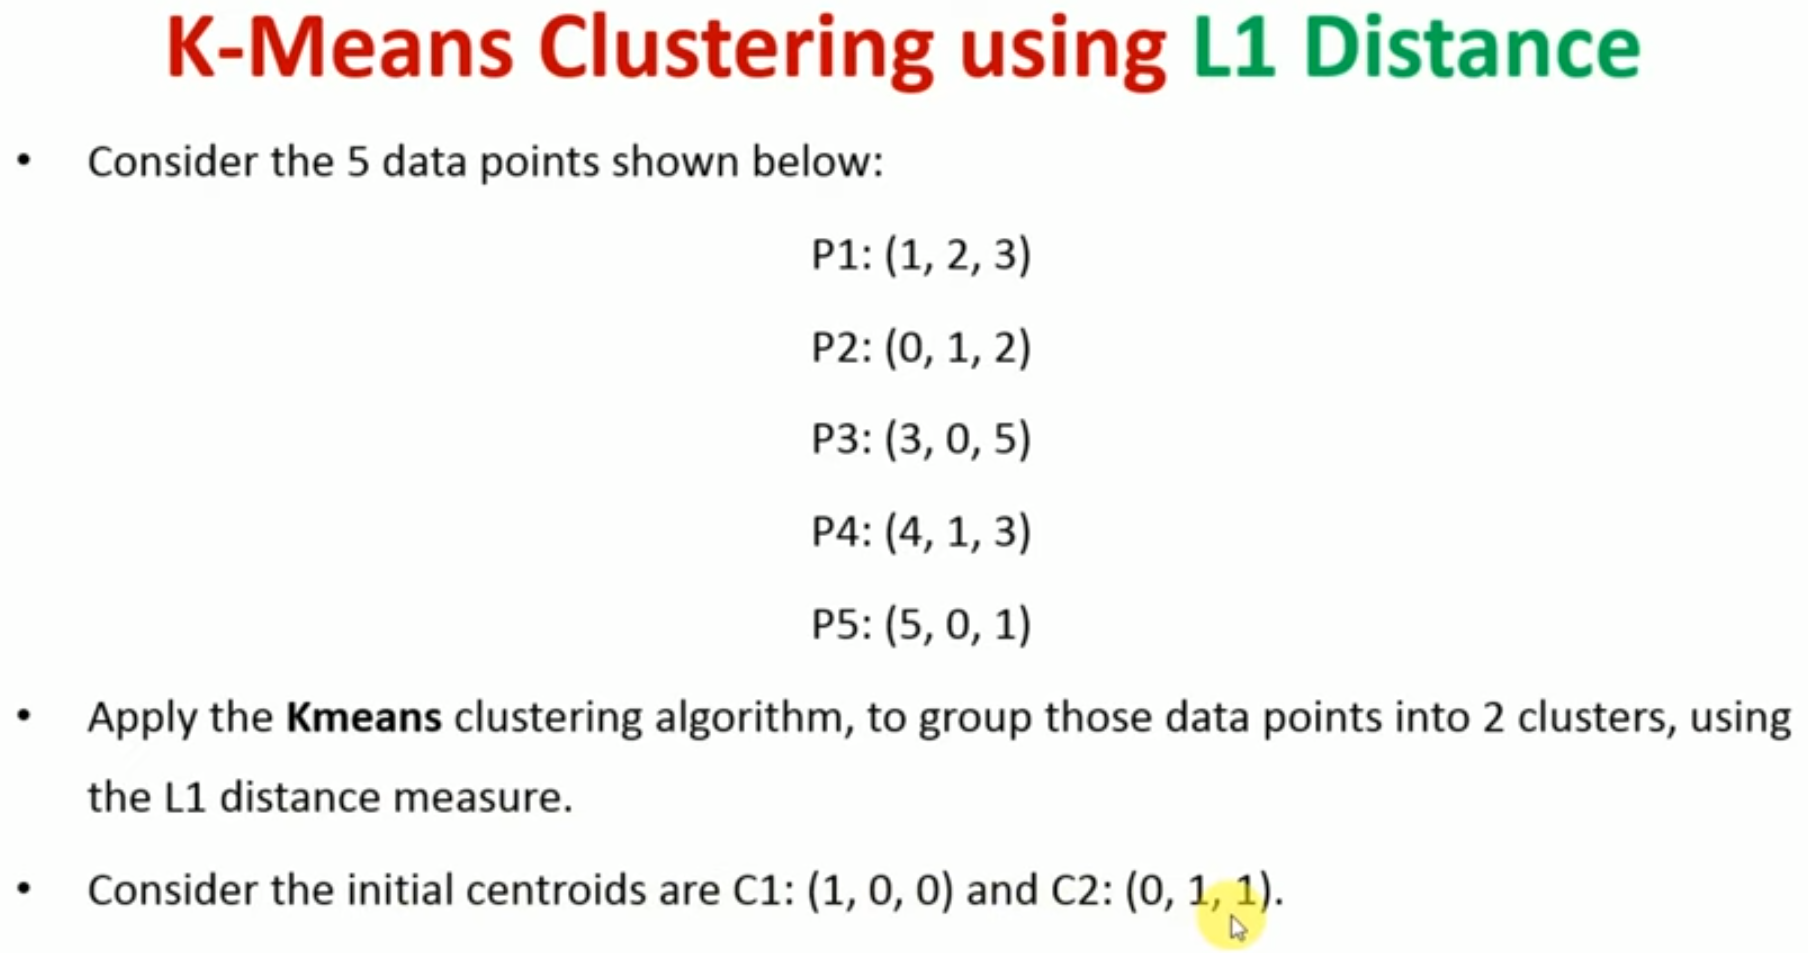 K-Means Clustering using L1 Distance
• Consider the 5 data points shown below:
P1: (1, 2, 3)
P2: (0, 1, 2)
P3: (3, 0, 5)
P4: (4, 1, 3)
P5: (5, 0, 1)
• Apply the Kmeans clustering algorithm, to group those data points into 2 clusters, using
the L1 distance measure.
• Consider the initial centroids are C1: (1, 0, 0) and C2: (0, 1, 1).